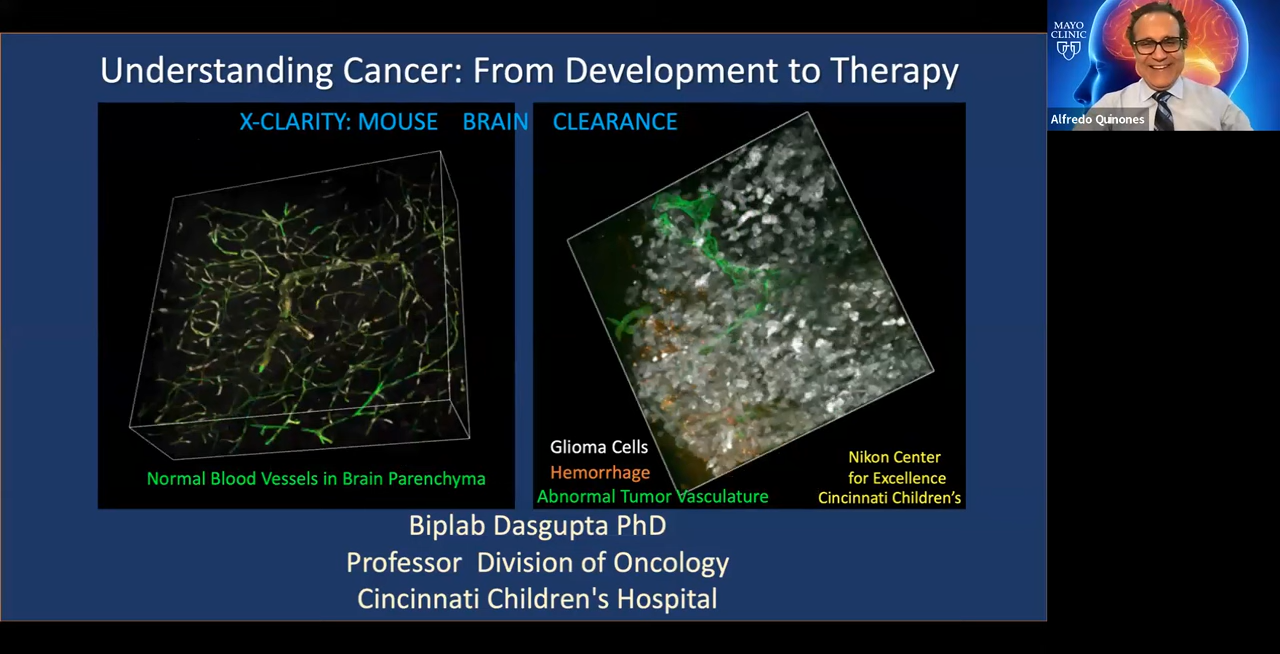 Understanding Cancer: From Development to Therapy
X-CLARITY: MOUSE BRAIN CLEARANCE
Normal Blood Vessels in Brain Parenchyma
Glioma Cells
Hemorrhage
Abnormal Tumor Vasculature
Nikon Center
for Excellence
Cincinnati Children's
Biplab Dasgupta PhD
Professor Division of Oncology
Cincinnati Children's Hospital
MAYO
CLINIC
Alfredo Quinones